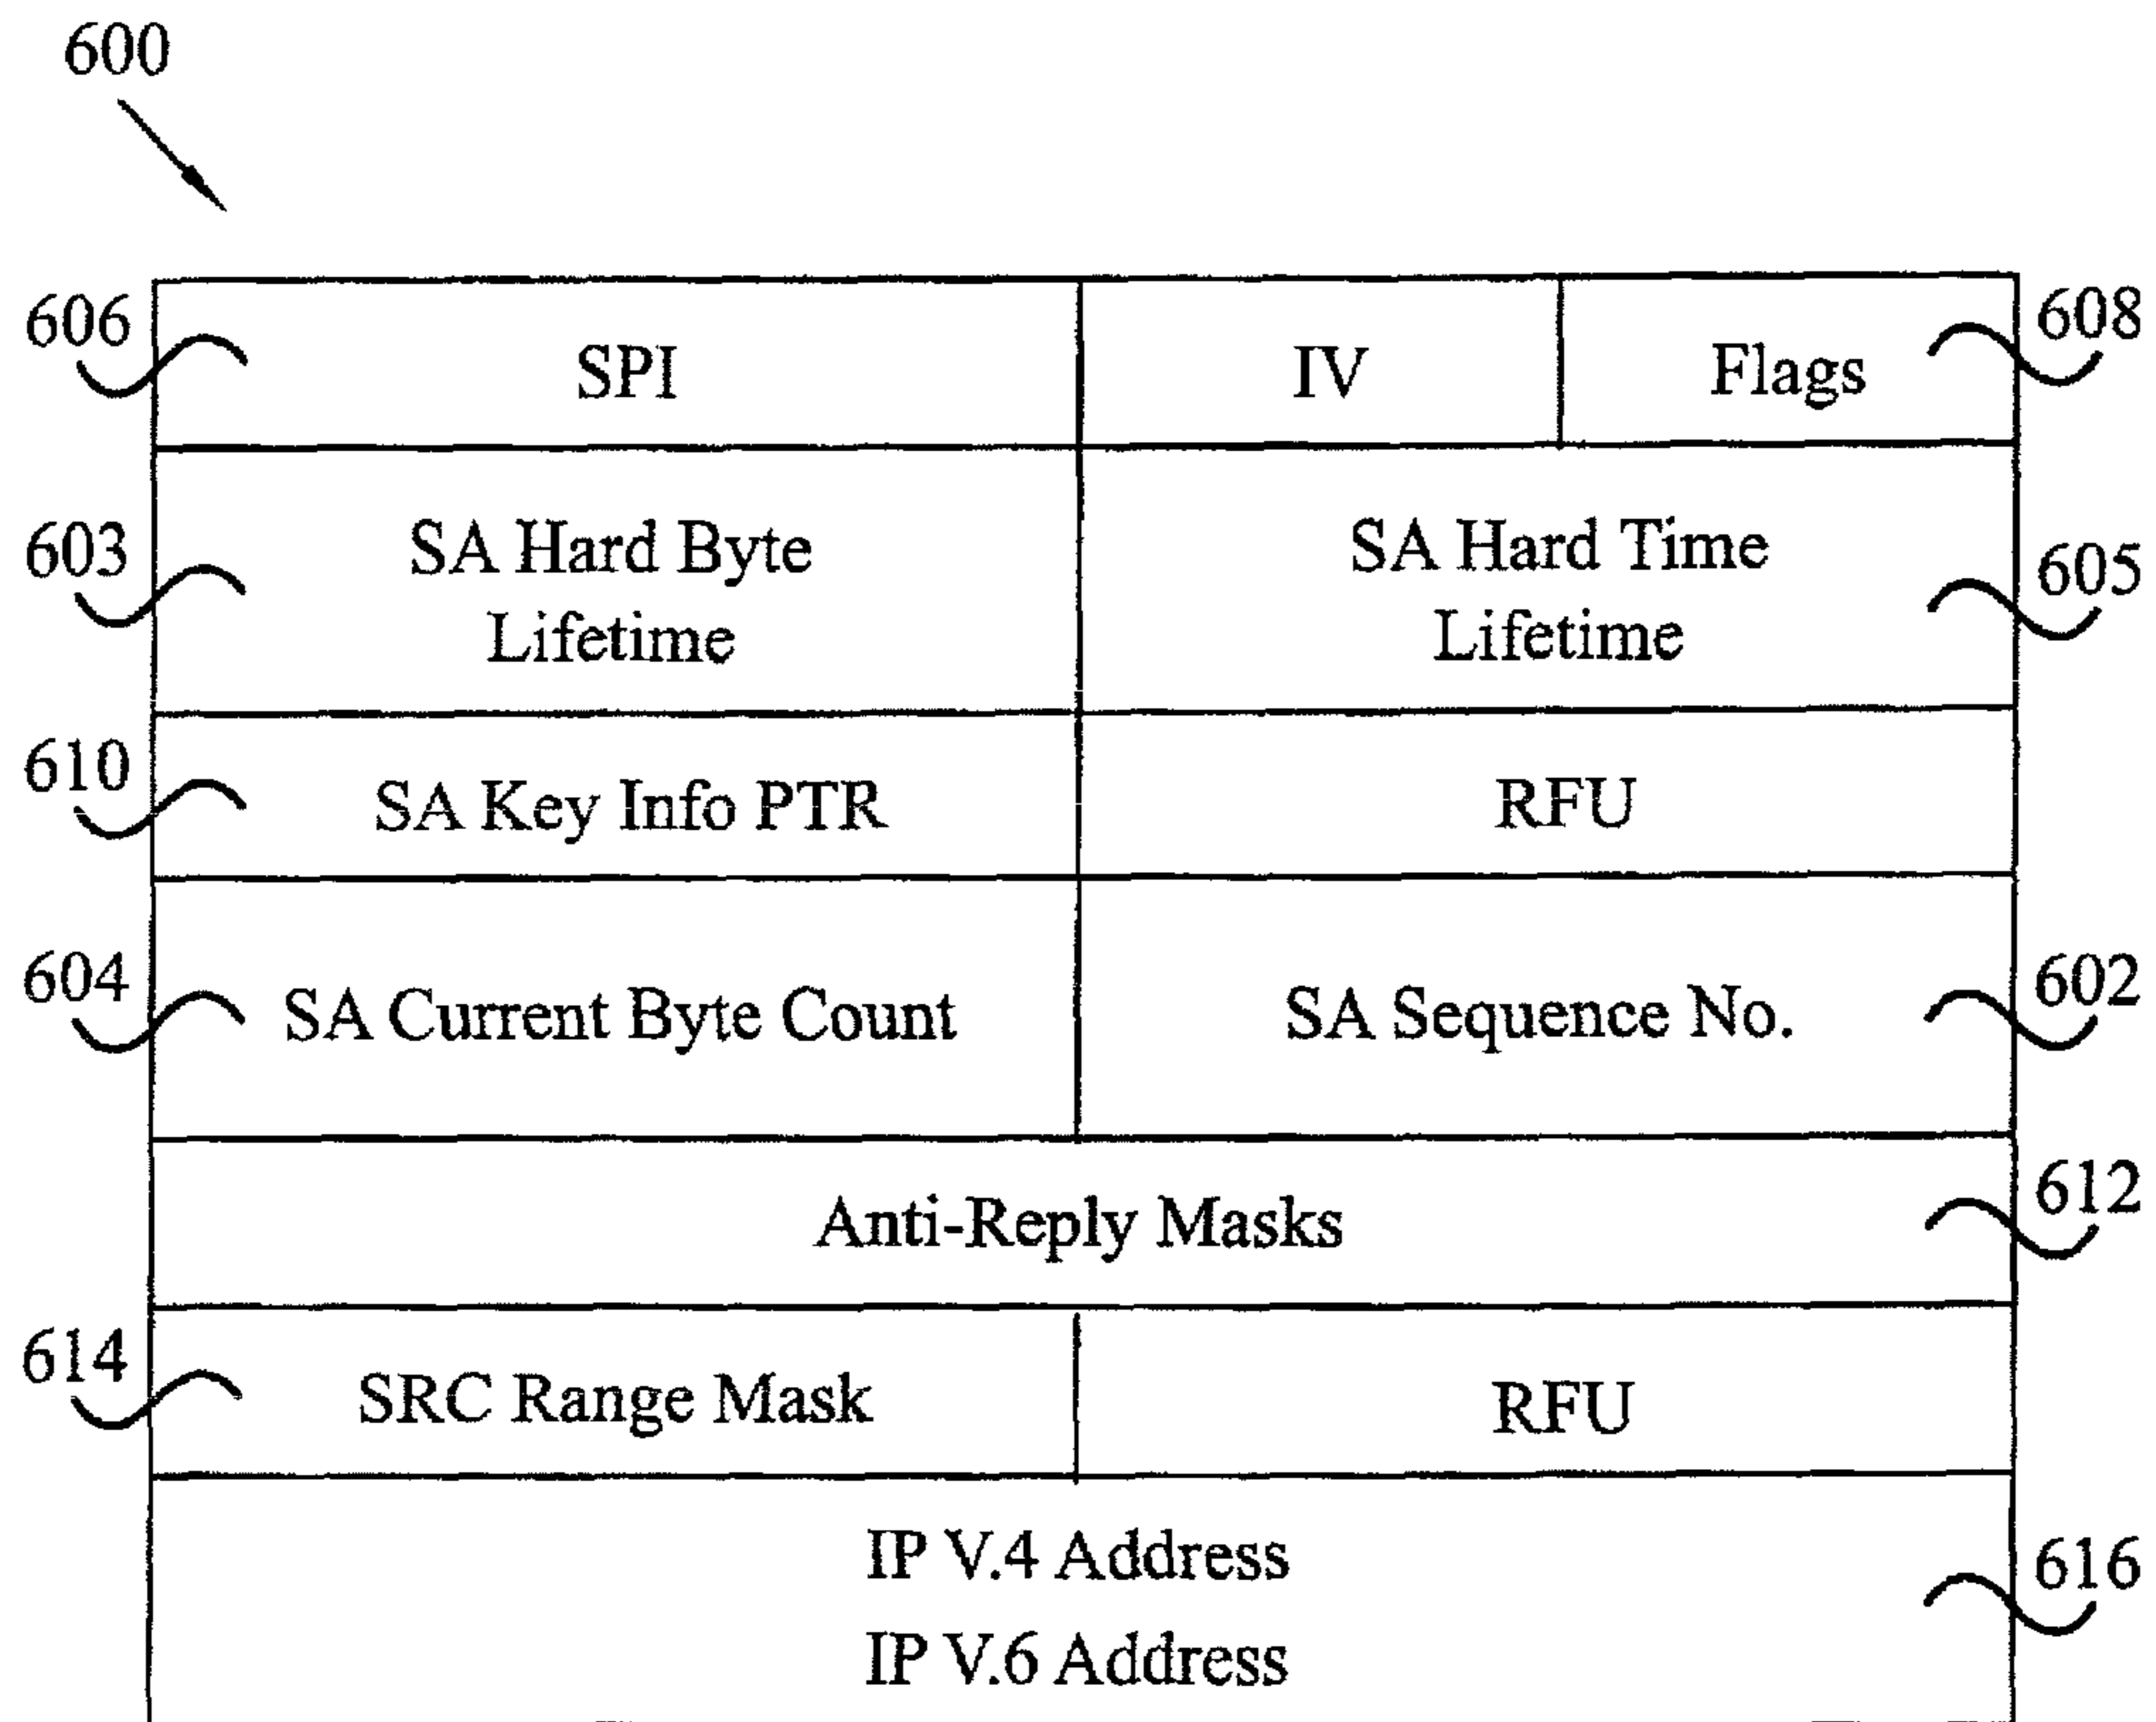 600
606 SPI IV Flags 608
603 SA Hard Byte Lifetime SA Hard Time Lifetime 605
610 SA Key Info PTR RFU
604 SA Current Byte Count SA Sequence No. 602
Anti-Reply Masks 612
614 SRC Range Mask RFU
IP V.4 Address
616
IP V.6 Address